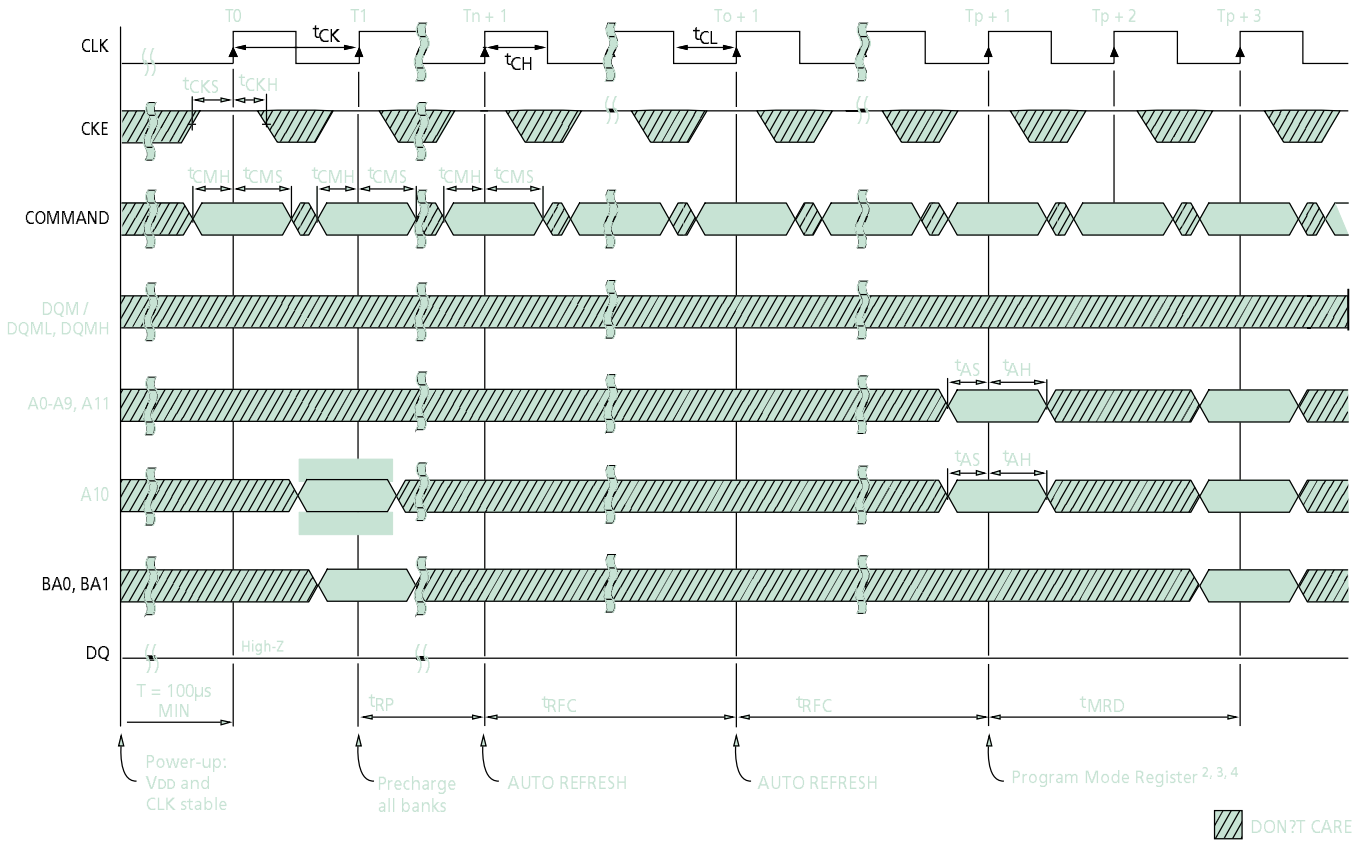 T0 T1 Tn + 1 To + 1 Tp + 1 Tp + 2 Tp + 3
CLK
tCK
tCH
tCL
tCKS tCKH
CKE
tCMH tCMS tCMH tCMS tCMH tCMS
COMMAND
DQM /
DQML, DQMH
tAS tAH
A0-A9, A11
tAS tAH
A10
BA0, BA1
DQ
High-Z
T = 100µs
MIN
tRP
tRFC
tRFC
tMRD
Power-up:
VDD and
CLK stable
Precharge
all banks
AUTO REFRESH
AUTO REFRESH
Program Mode Register 2, 3, 4
DON?T CARE